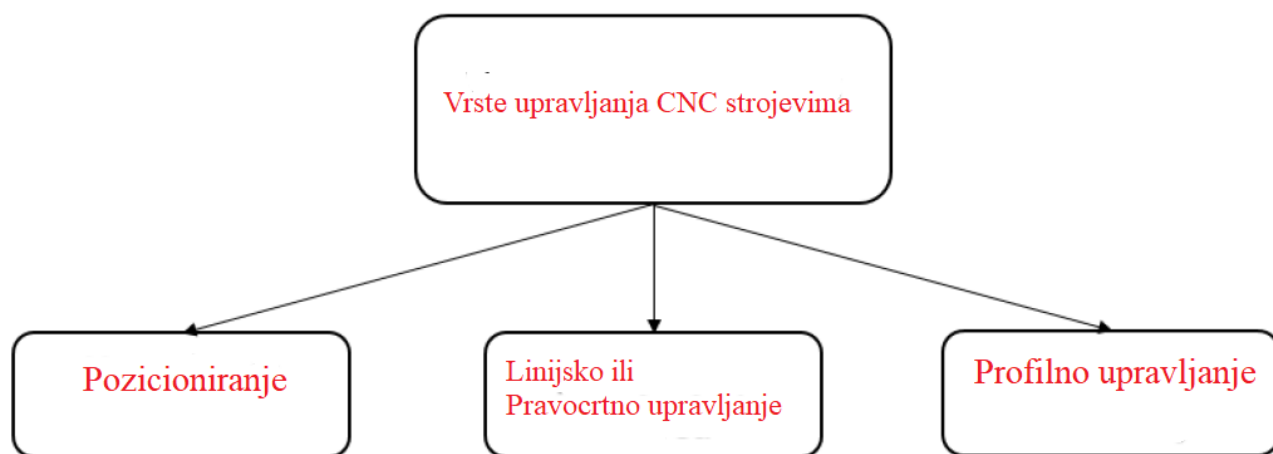 Vrste upravljanja CNC strojevima
Pozicioniranje
Linijsko ili
Pravocrtno upravljanje
Profilno upravljanje